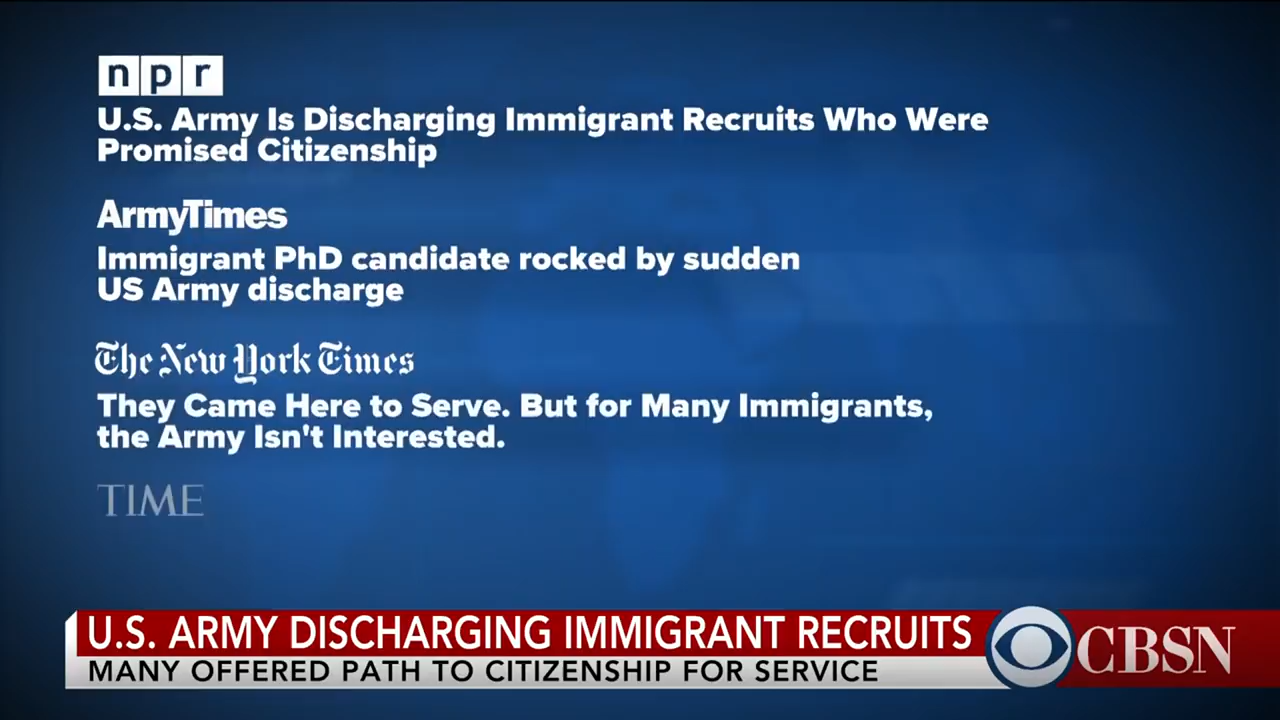 npr
U.S. Army Is Discharging Immigrant Recruits Who Were
Promised Citizenship
ArmyTimes
Immigrant PhD candidate rocked by sudden
US Army discharge
The New York Times
They Came Here to Serve. But for Many Immigrants,
the Army Isn't Interested.
TIME
U.S. ARMY DISCHARGING IMMIGRANT RECRUITS
MANY OFFERED PATH TO CITIZENSHIP FOR SERVICE
CBSN